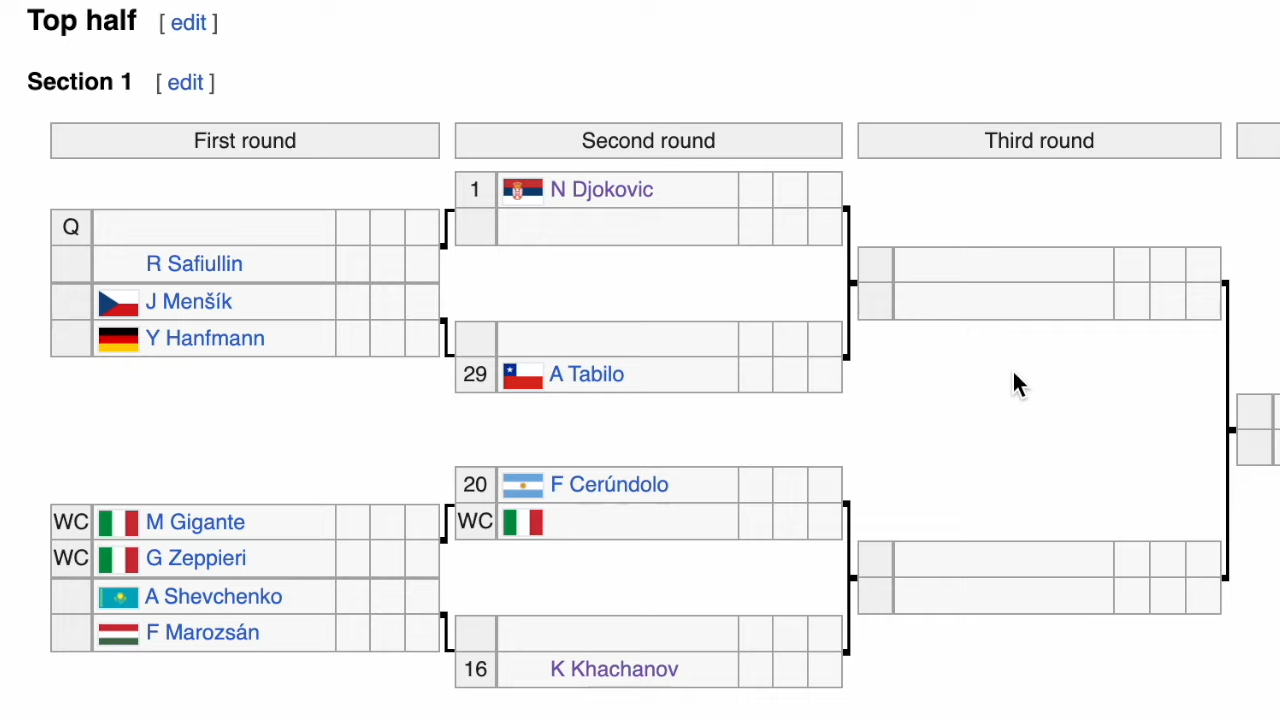 Top half [ edit ]
Section 1 [ edit ]
First round Second round Third round
1 N Djokovic
Q
R Safiullin
J Menšík
Y Hanfmann
29 A Tabilo
20 F Cerúndolo
WC
WC M Gigante
WC G Zeppieri
A Shevchenko
F Marozsán
16 K Khachanov